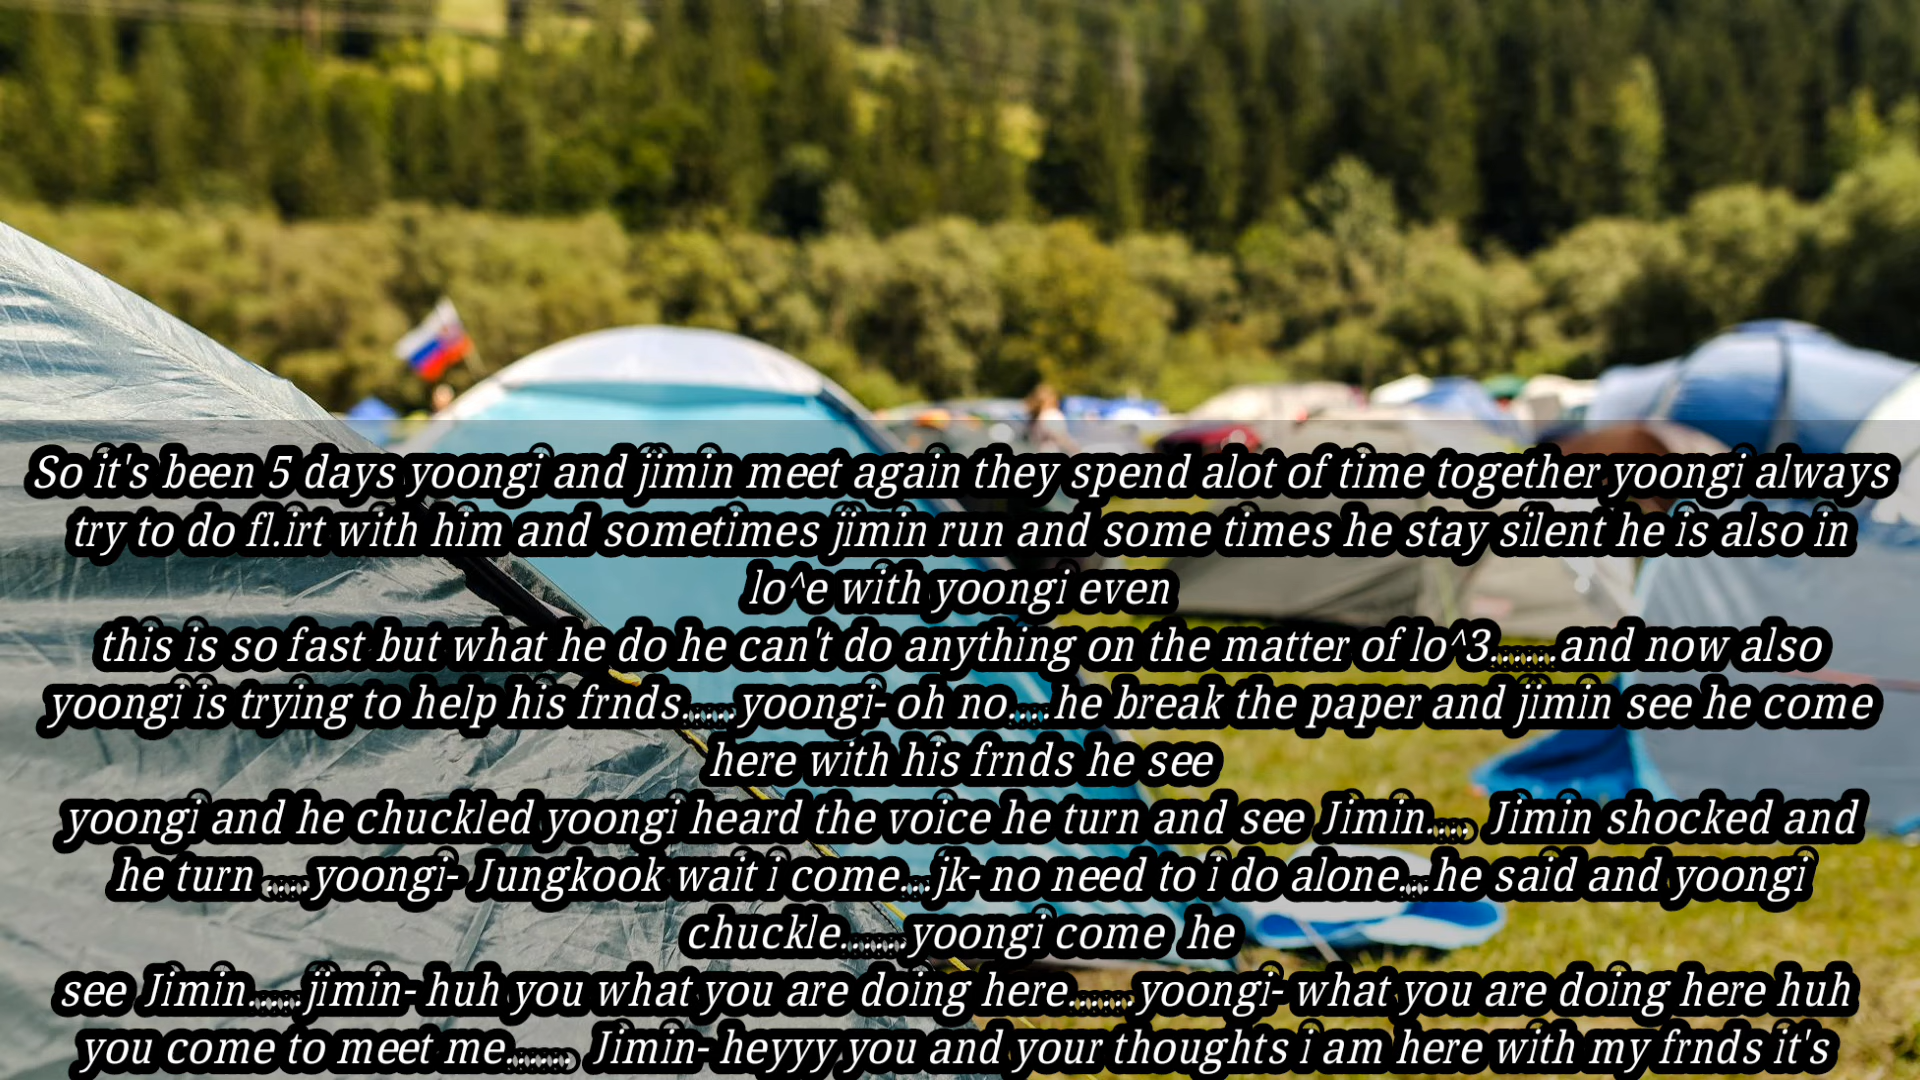 So it's been 5 days yoongi and jimin meet again they spend alot of time together yoongi always
try to do fl.irt with him and sometimes jimin run and some times he stay silent he is also in
lo^e with yoongi even
this is so fast but what he do he can't do anything on the matter of lo^3.......and now also
yoongi is trying to help his frnds......yoongi- oh no.....he break the paper and jimin see he come
here with his frnds he see
yoongi and he chuckled yoongi heard the voice he turn and see Jimin..... Jimin shocked and
he turn .....yoongi- Jungkook wait i come....jk- no need to i do alone....he said and yoongi
chuckle.......yoongi come he
see Jimin......jimin- huh you what you are doing here.......yoongi- what you are doing here huh
you come to meet me....... Jimin- heyyy you and your thoughts i am here with my frnds it's